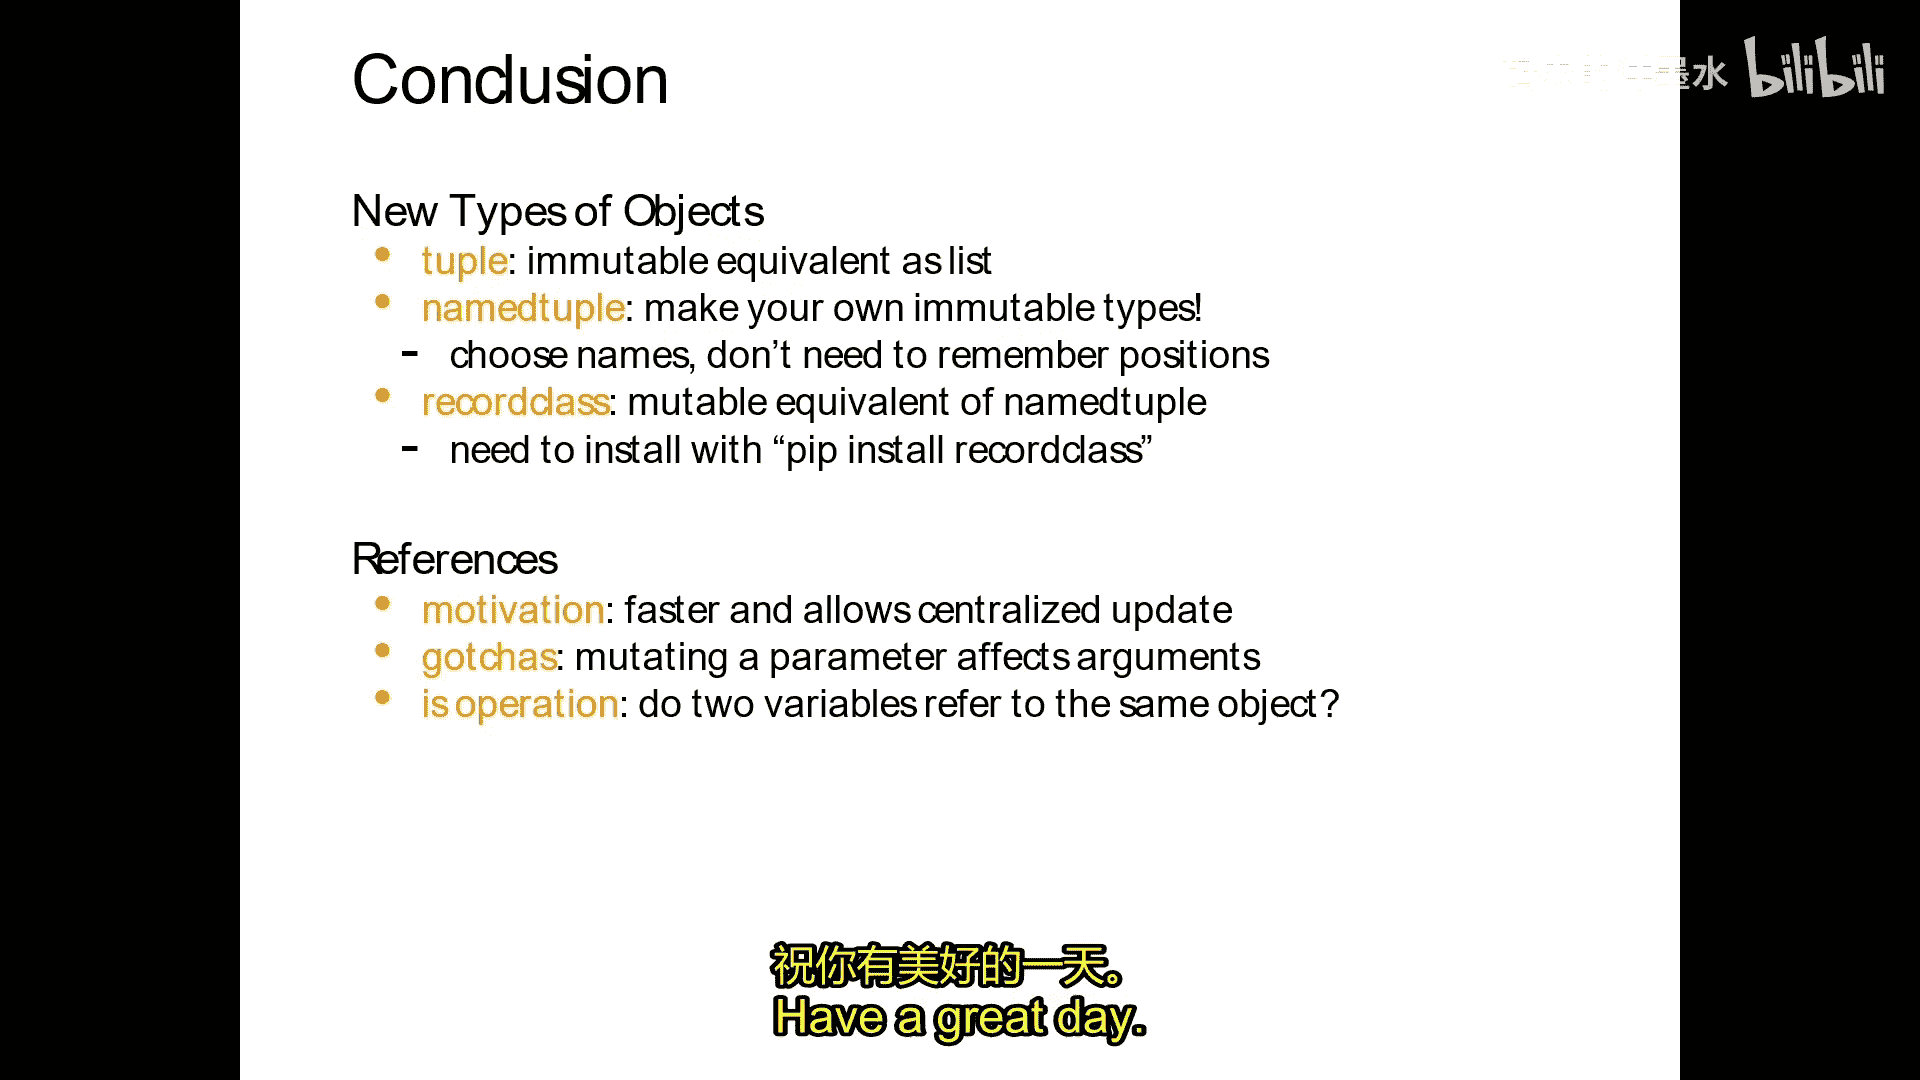 Conclusion
墨水 bilibili
New Types of Objects
• tuple: immutable equivalent as list
• namedtuple: make your own immutable types!
- choose names, don’t need to remember positions
• recordclass: mutable equivalent of namedtuple
- need to install with “pip install recordclass”
References
• motivation: faster and allows centralized update
• gotchas: mutating a parameter affects arguments
• is operation: do two variables refer to the same object?
祝你有美好的一天。
Have a great day.